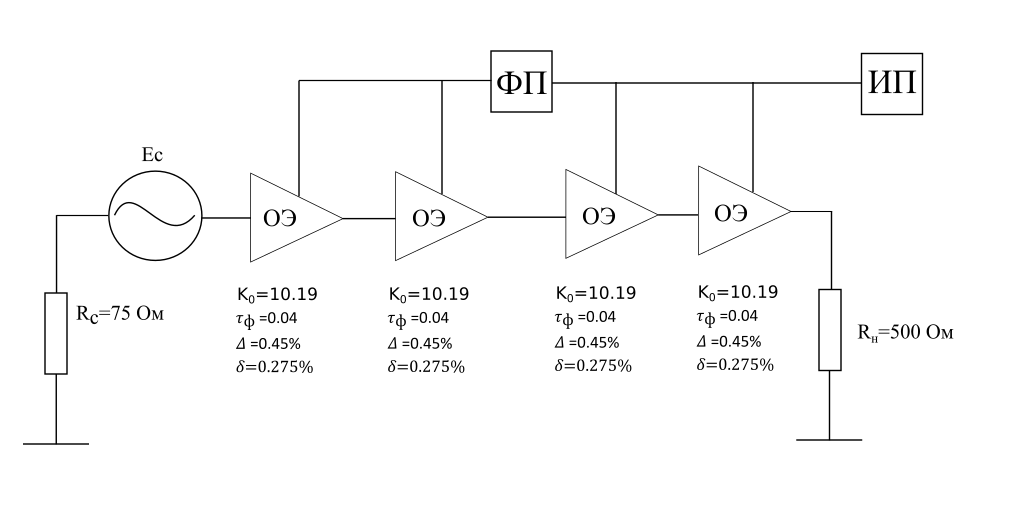 ФП
ИП
Ec
ОЭ
ОЭ
ОЭ
ОЭ
K₀=10.19
τф =0.04
Δ =0.45%
δ=0.275%
K₀=10.19
τф =0.04
Δ =0.45%
δ=0.275%
K₀=10.19
τф =0.04
Δ =0.45%
δ=0.275%
K₀=10.19
τф =0.04
Δ =0.45%
δ=0.275%
Rс=75 Ом
Rн=500 Ом